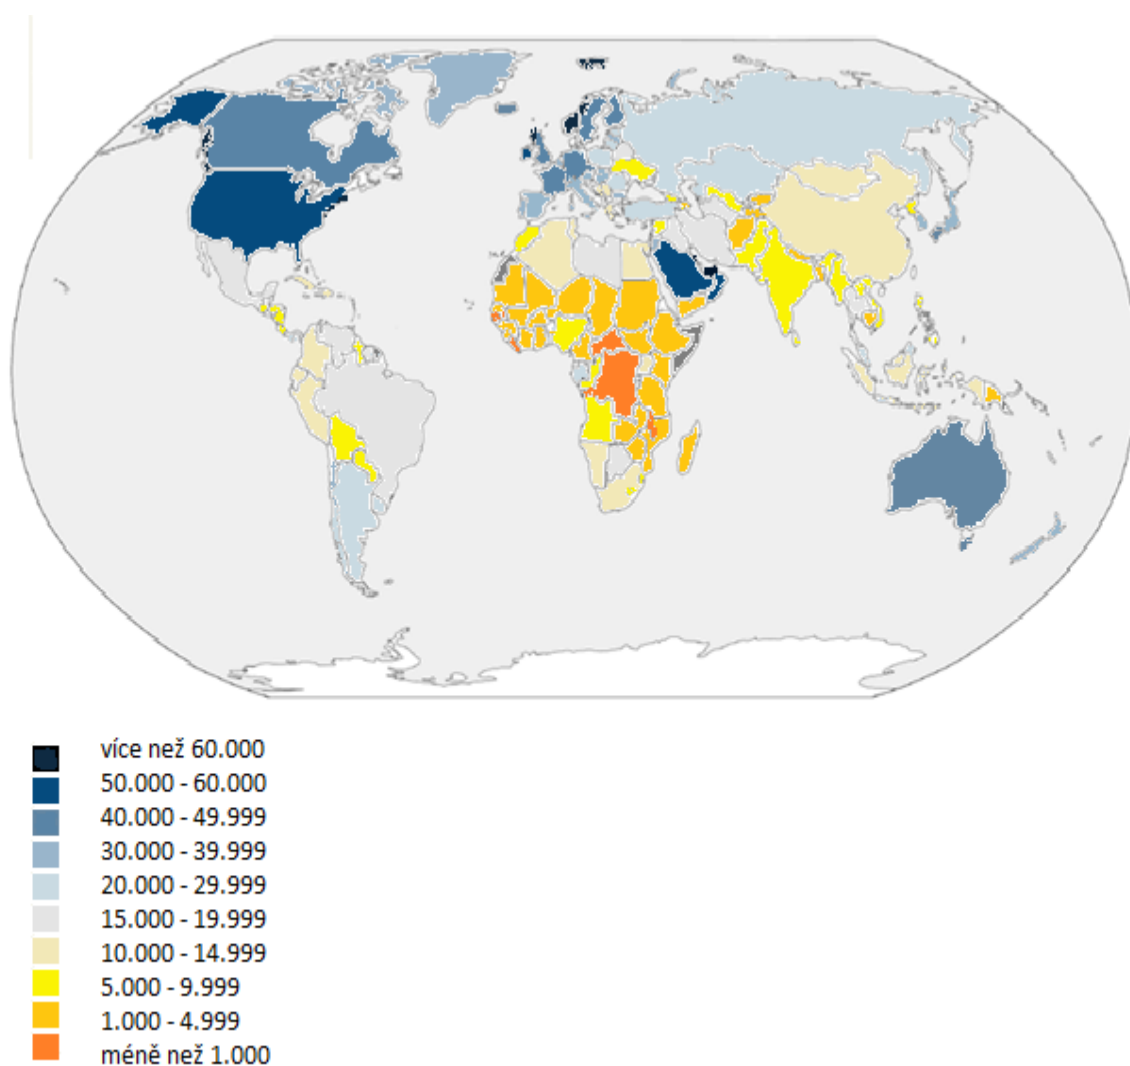 více než 60.000
50.000 - 60.000
40.000 - 49.999
30.000 - 39.999
20.000 - 29.999
15.000 - 19.999
10.000 - 14.999
5.000 - 9.999
1.000 - 4.999
méně než 1.000